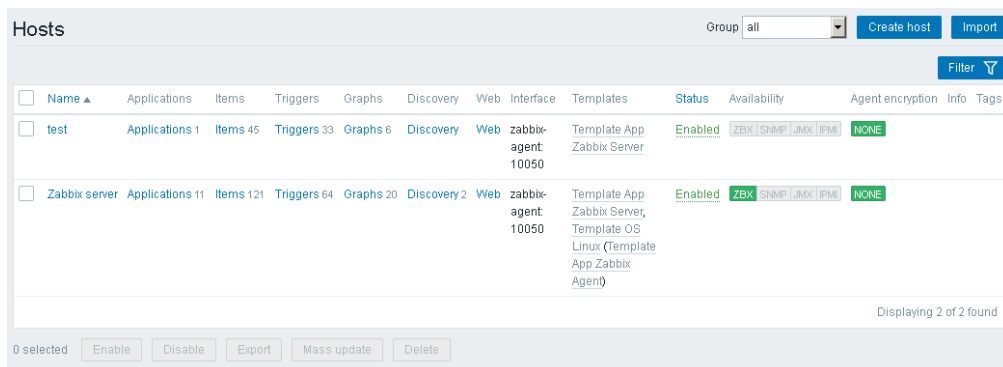 Hosts Group all Create host Import
Filter
Name Applications Items Triggers Graphs Discovery Web Interface Templates Status Availability Agent encryption Info Tags
test Applications 1 Items 45 Triggers 33 Graphs 6 Discovery Web zabbix- Template App Enabled ZBX SNMP JMX IPMI NONE
agent: Zabbix Server
10050
Zabbix server Applications 11 Items 121 Triggers 64 Graphs 20 Discovery 2 Web zabbix- Template App Enabled ZBX SNMP JMX IPMI NONE
agent: Zabbix Server,
10050 Template OS
Linux (Template
App Zabbix
Agent)
Displaying 2 of 2 found
0 selected Enable Disable Export Mass update Delete